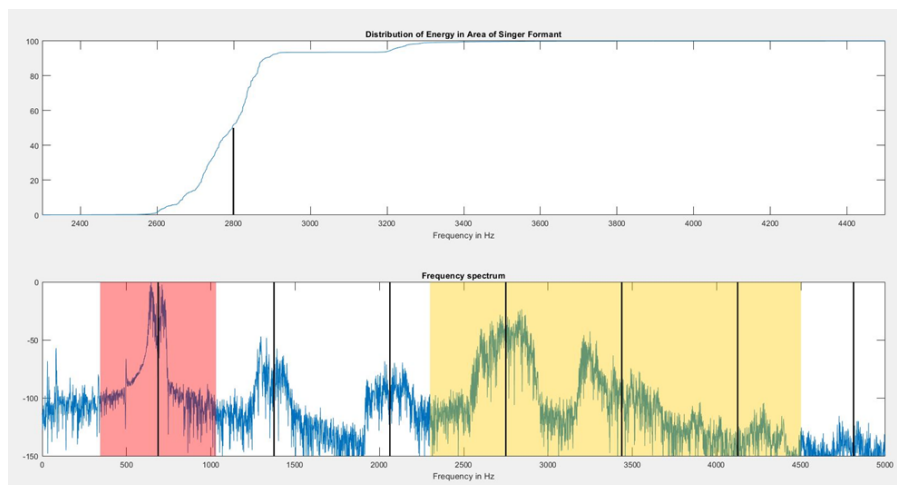 Distribution of Energy in Area of Singer Formant
100
80
60
40
20
0
2400 2600 2800 3000 3200 3400 3600 3800 4000 4200 4400
Frequency in Hz
Frequency spectrum
0
-50
-100
-150
0 500 1000 1500 2000 2500 3000 3500 4000 4500 5000
Frequency in Hz